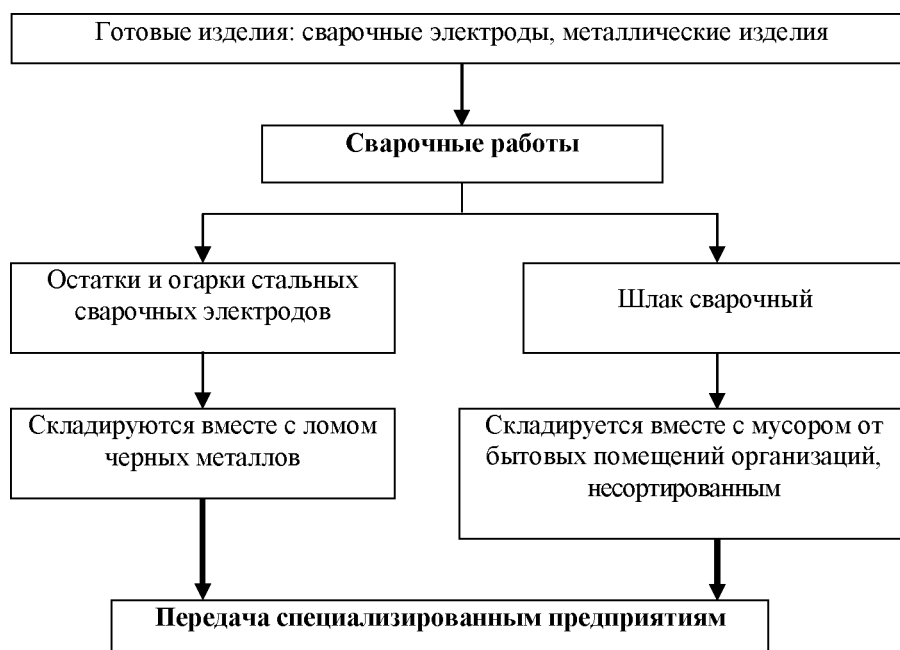 Готовые изделия: сварочные электроды, металлические изделия
Сварочные работы
Остатки и огарки стальных
сварочных электродов
Шлак сварочный
Складируются вместе с ломом
черных металлов
Складируется вместе с мусором от
бытовых помещений организаций,
несортированным
Передача специализированным предприятиям